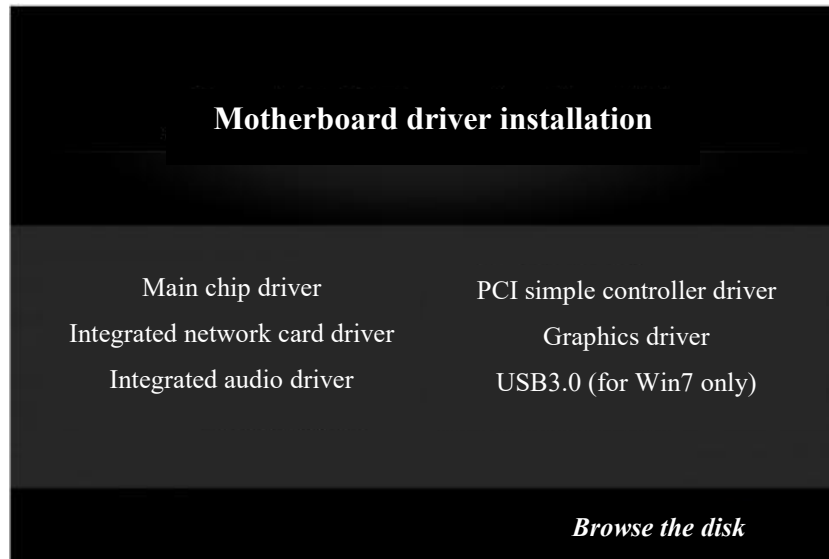 Motherboard driver installation
Main chip driver
Integrated network card driver
Integrated audio driver
PCI simple controller driver
Graphics driver
USB3.0 (for Win7 only)
Browse the disk